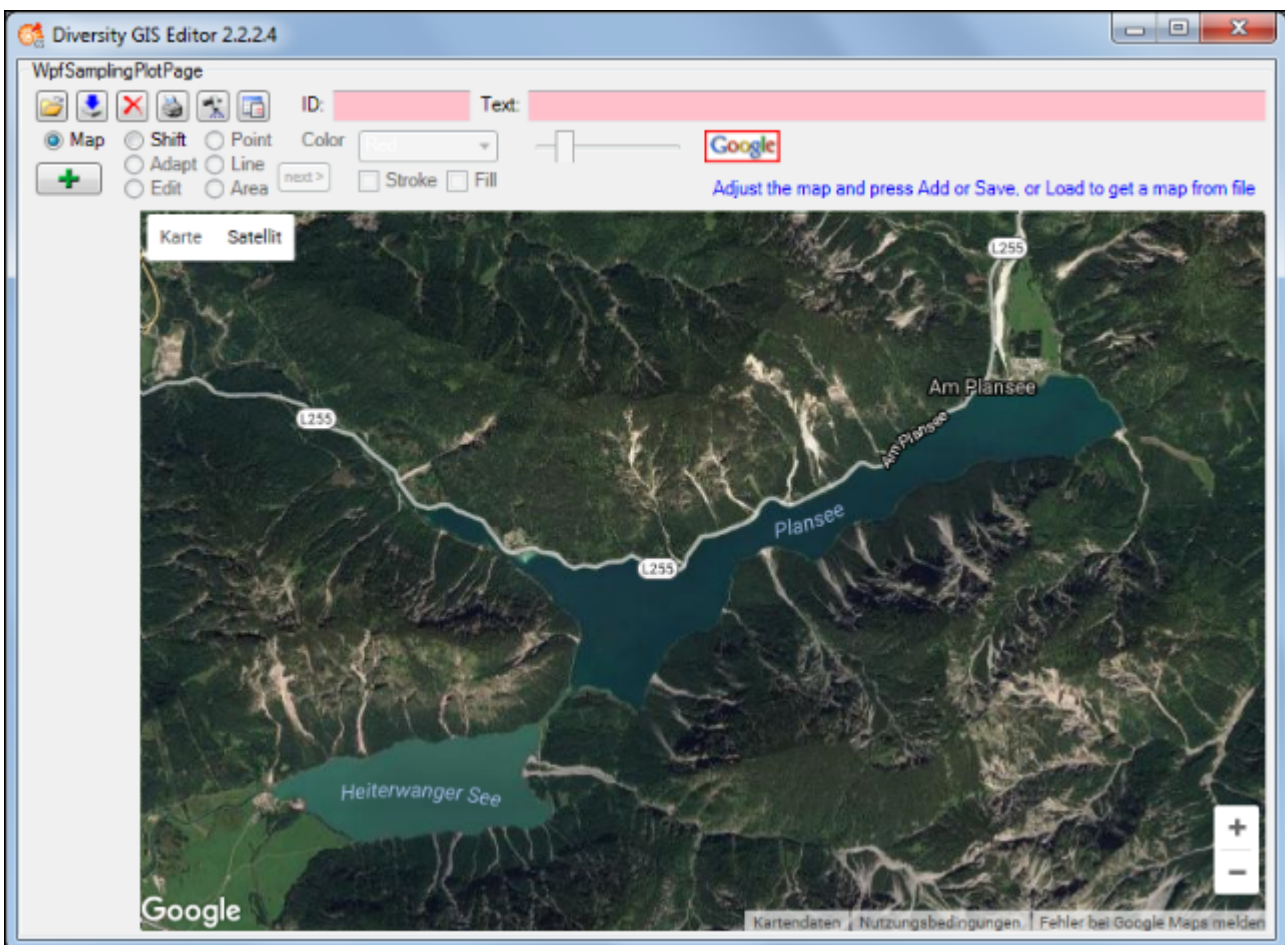 Diversity GIS Editor 2.2.2.4
WpfSamplingPlotPage
ID: Text:
Map Shift Point Color Red Google
Adapt Line
next > Stroke Fill
Edit Area
Adjust the map and press Add or Save, or Load to get a map from file
Karte Satellit
L255
Am Plansee
L255
Am Plansee
Plansee
L255
Heiterwanger See
+
−
Google
Kartendaten Nutzungsbedingungen Fehler bei Google Maps melden